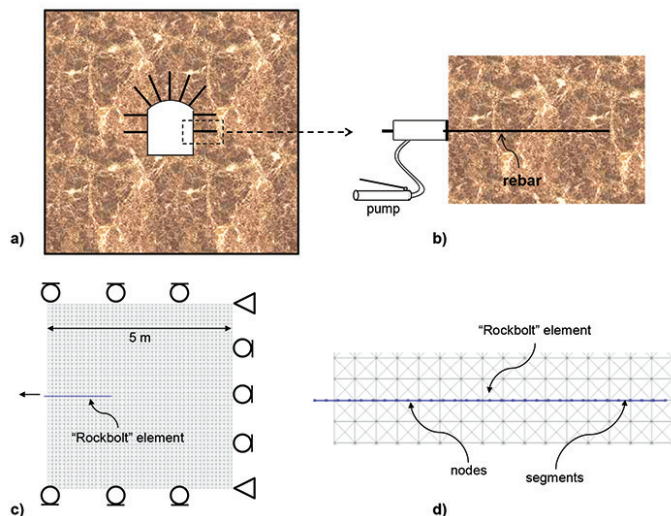 a)
rebar
pump
b)
5 m
"Rockbolt" element
c)
"Rockbolt" element
nodes
segments
d)